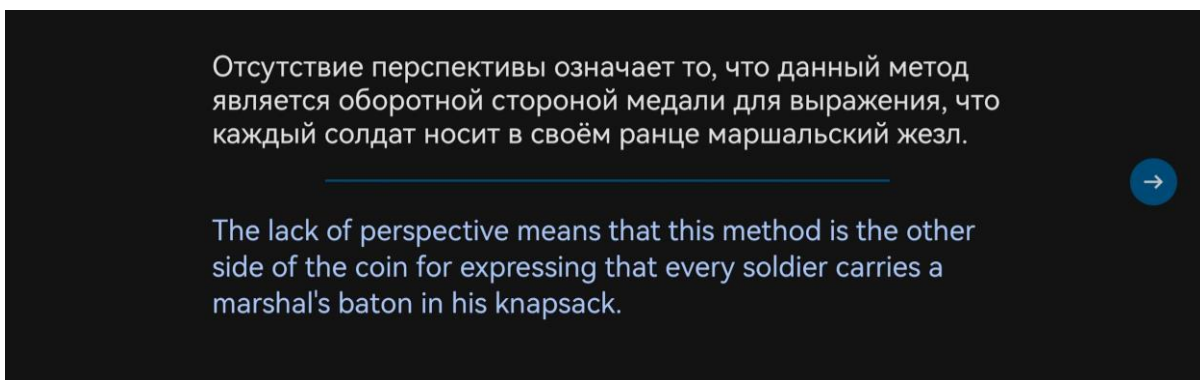 Отсутствие перспективы означает то, что данный метод
является оборотной стороной медали для выражения, что
каждый солдат носит в своём ранце маршальский жезл.
The lack of perspective means that this method is the other
side of the coin for expressing that every soldier carries a
marshal's baton in his knapsack.